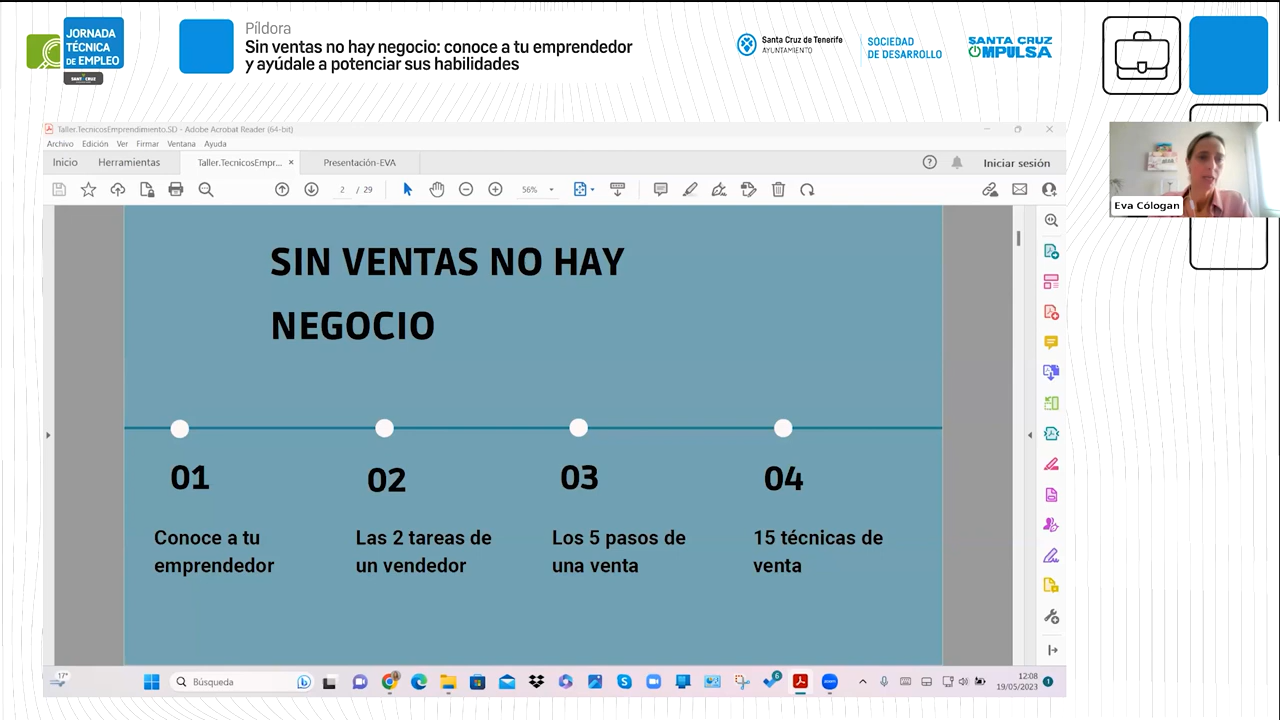 JORNADA
TÉCNICA
DE EMPLEO
SANTA CRUZ
Píldora
Sin ventas no hay negocio: conoce a tu emprendedor
y ayúdale a potenciar sus habilidades
Santa Cruz de Tenerife
AYUNTAMIENTO
SOCIEDAD
DE DESARROLLO
SANTA CRUZ
IMPULSA
Taller.TecnicosEmprendimiento.SD - Adobe Acrobat Reader (64-bit)
Archivo Edición Ver Firmar Ventana Ayuda
Inicio Herramientas Taller.TecnicosEmpr... × Presentación-EVA Iniciar sesión
2 / 29 56%
Eva Cólogan
SIN VENTAS NO HAY
NEGOCIO
01 02 03 04
Conoce a tu Las 2 tareas de Los 5 pasos de 15 técnicas de
emprendedor un vendedor una venta venta
17°
Búsqueda
6
zoom
12:08
19/05/2023
1